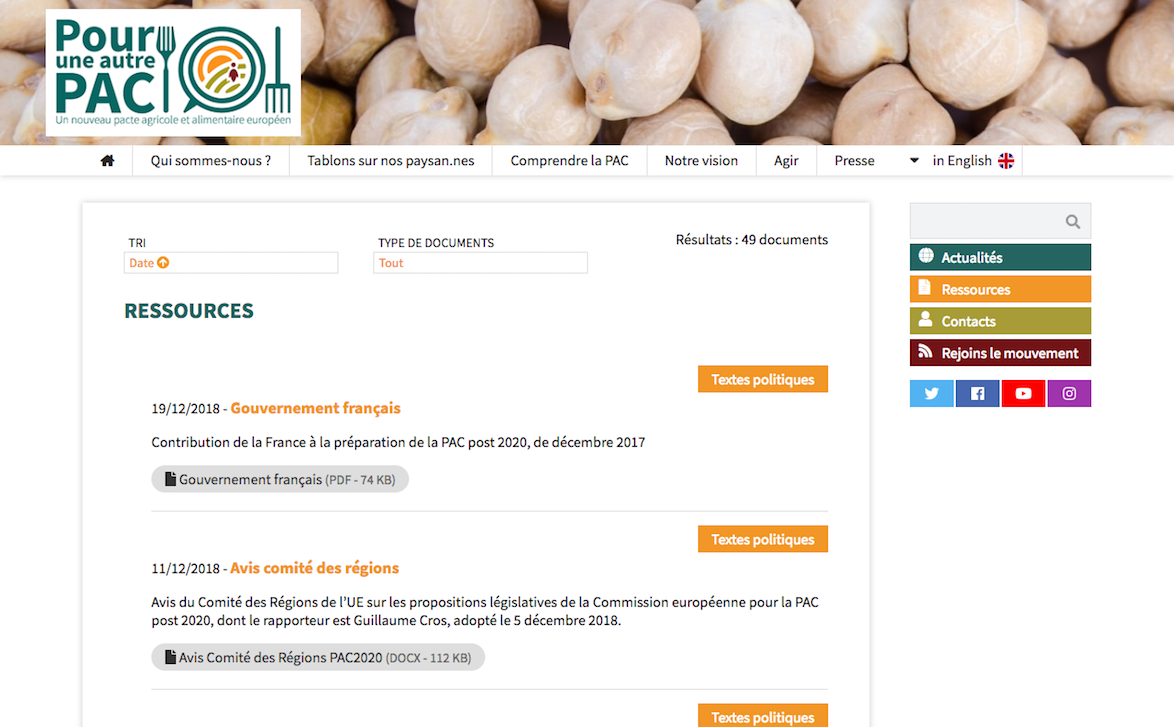 Pour
une autre
PAC
Un nouveau pacte agricole et alimentaire européen
Qui sommes-nous ?
Tablons sur nos paysan.nes
Comprendre la PAC
Notre vision
Agir
Presse
in English
TRI
Date
TYPE DE DOCUMENTS
Tout
Résultats : 49 documents
RESSOURCES
Textes politiques
19/12/2018 - Gouvernement français
Contribution de la France à la préparation de la PAC post 2020, de décembre 2017
Gouvernement français (PDF - 74 KB)
Textes politiques
11/12/2018 - Avis comité des régions
Avis du Comité des Régions de l'UE sur les propositions législatives de la Commission européenne pour la PAC
post 2020, dont le rapporteur est Guillaume Cros, adopté le 5 décembre 2018.
Avis Comité des Régions PAC2020 (DOCX - 112 KB)
Textes politiques
Actualités
Ressources
Contacts
Rejoins le mouvement